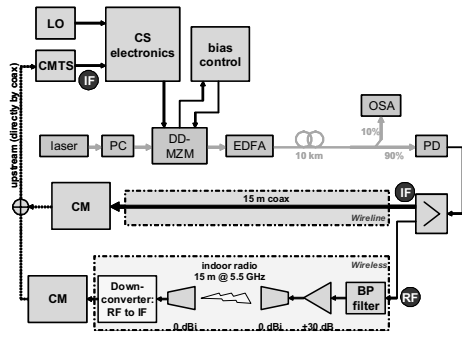 LO
CMTS
IF
CS
electronics
bias
control
upstream (directly by coax)
laser
PC
DD-
MZM
EDFA
10 km
OSA
10%
90%
PD
CM
15 m coax
Wireline
IF
CM
Down-
converter:
RF to IF
indoor radio
15 m @ 5.5 GHz
Wireless
0 dBi
0 dBi
+30 dB
BP
filter
RF